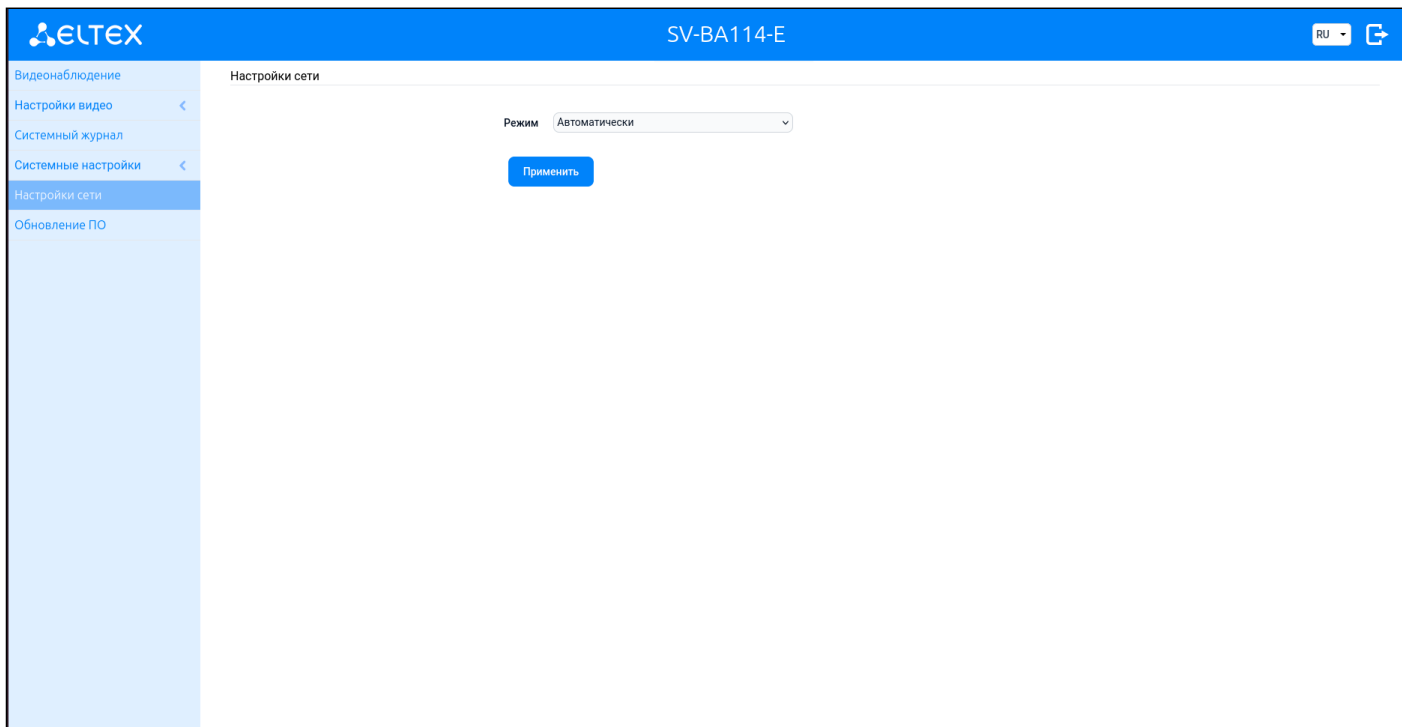 ELTEX
SV-BA114-E
RU
Видеонаблюдение
Настройки видео
Системный журнал
Системные настройки
Настройки сети
Обновление ПО
Настройки сети
Режим Автоматически
Применить